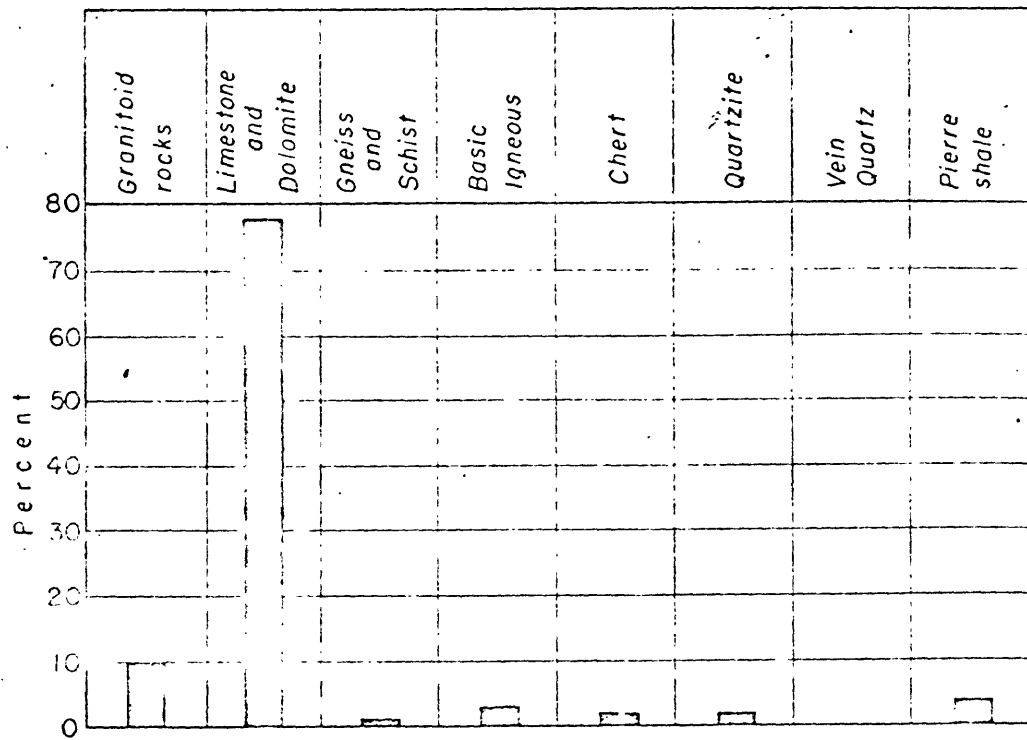 Granitoid
rocks
Limestone
and
Dolomite
Gneiss
and
Schist
Basic
Igneous
Chert
Quartzite
Vein
Quartz
Pierre
shale
Percent
80
70
60
50
40
30
20
10
0